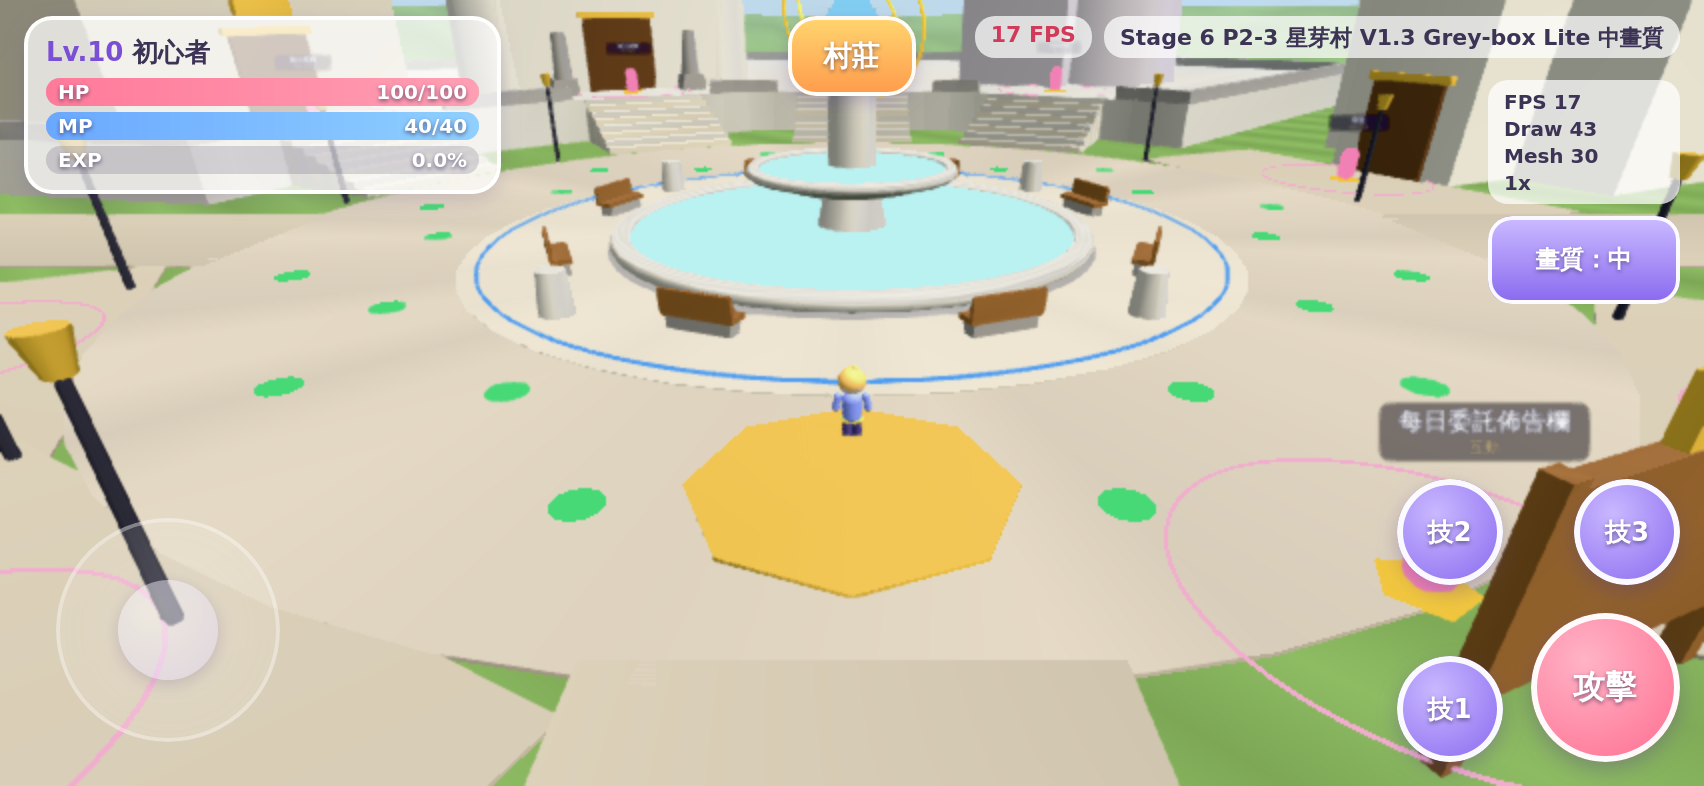 Lv.10 初心者
HP 100/100
MP 40/40
EXP 0.0%
村莊
17 FPS
Stage 6 P2-3 星芽村 V1.3 Grey-box Lite 中畫質
FPS 17
Draw 43
Mesh 30
1x
畫質：中
每日委託佈告欄
互動
技2
技3
技1
攻擊